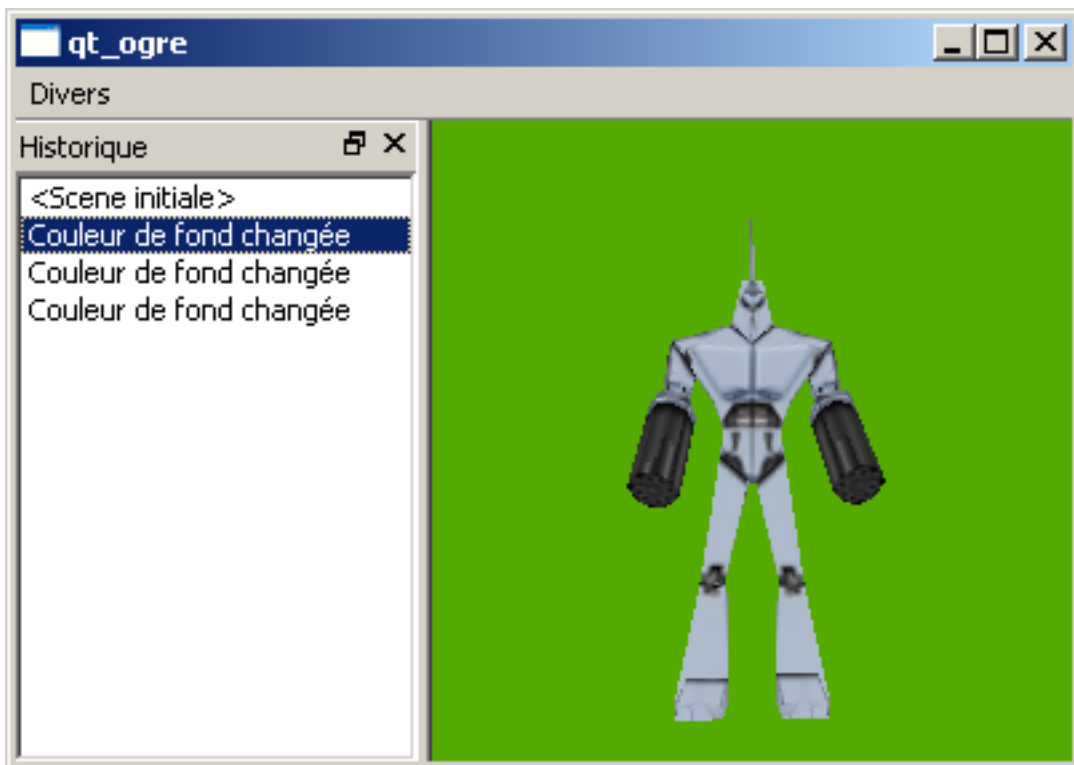 qt_ogre
Divers
Historique
<Scene initiale>
Couleur de fond changée
Couleur de fond changée
Couleur de fond changée